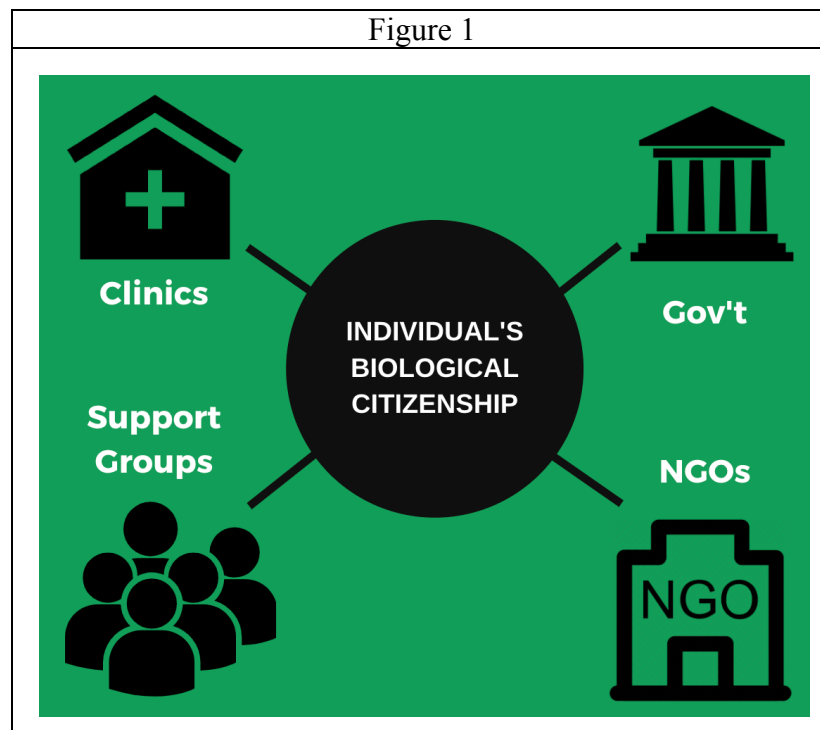 Figure 1
Clinics
Gov't
INDIVIDUAL'S
BIOLOGICAL
CITIZENSHIP
Support
Groups
NGOs
NGO